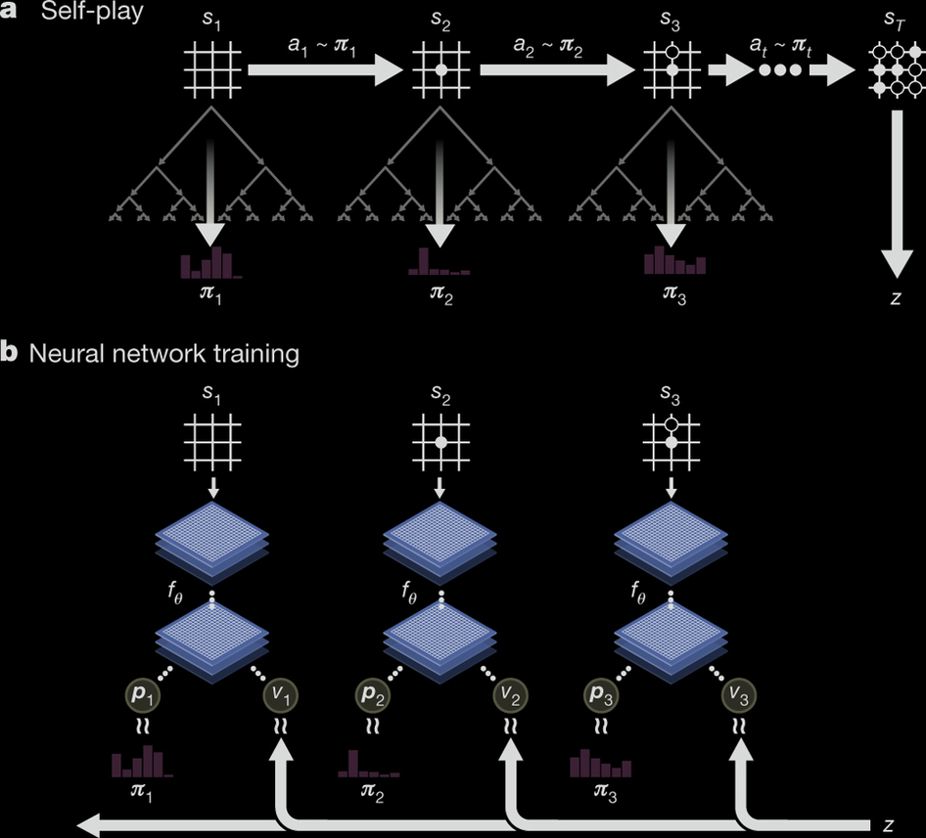 a Self-play
s1 s2 s3 sT
a1 ~ π1 a2 ~ π2 at ~ πt
π1 π2 π3 z
b Neural network training
s1 s2 s3
fθ fθ fθ
p1 v1 p2 v2 p3 v3
≈ ≈ ≈ ≈ ≈ ≈
π1 π2 π3
z